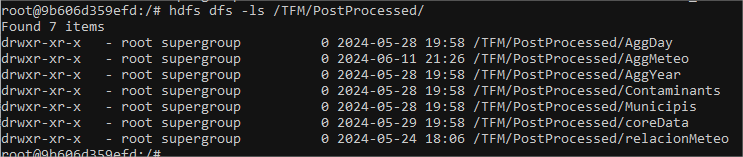 root@9b606d359efd:/# hdfs dfs -ls /TFM/PostProcessed/
Found 7 items
drwxr-xr-x   - root supergroup          0 2024-05-28 19:58 /TFM/PostProcessed/AggDay
drwxr-xr-x   - root supergroup          0 2024-06-11 21:26 /TFM/PostProcessed/AggMeteo
drwxr-xr-x   - root supergroup          0 2024-05-28 19:58 /TFM/PostProcessed/AggYear
drwxr-xr-x   - root supergroup          0 2024-05-28 19:58 /TFM/PostProcessed/Contaminants
drwxr-xr-x   - root supergroup          0 2024-05-28 19:58 /TFM/PostProcessed/Municipis
drwxr-xr-x   - root supergroup          0 2024-05-29 19:58 /TFM/PostProcessed/coreData
drwxr-xr-x   - root supergroup          0 2024-05-24 18:06 /TFM/PostProcessed/relacionMeteo
root@9b606d359efd:/#